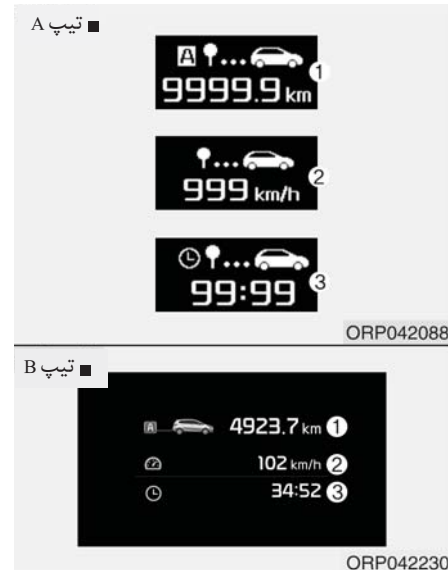 ■ تیپ A
A
9999.9 km
1
999 km/h
2
99:99
3
ORP042088
■ تیپ B
A 4923.7 km 1
102 km/h 2
34:52 3
ORP042230